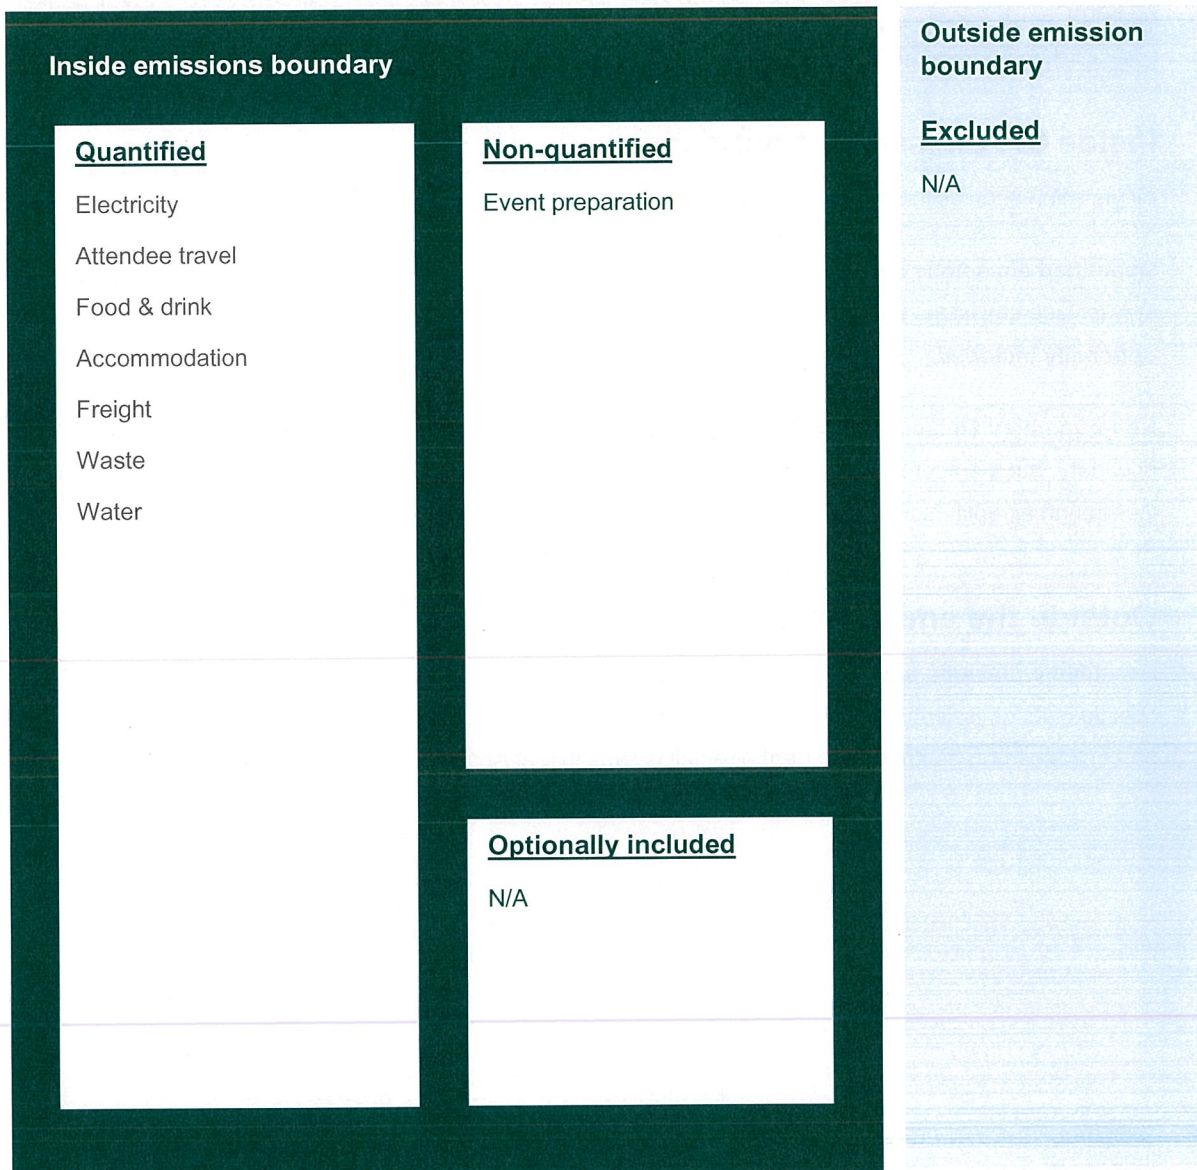 Inside emissions boundary
Quantified
Electricity
Attendee travel
Food & drink
Accommodation
Freight
Waste
Water
Non-quantified
Event preparation
Optionally included
N/A
Outside emission
boundary
Excluded
N/A